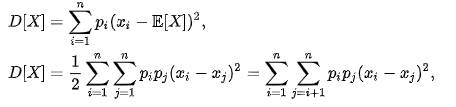 D[X] = \sum_{i=1}^{n} p_i (x_i - \mathbb{E}[X])^2,
D[X] = \frac{1}{2} \sum_{i=1}^{n} \sum_{j=1}^{n} p_i p_j (x_i - x_j)^2 = \sum_{i=1}^{n} \sum_{j=i+1}^{n} p_i p_j (x_i - x_j)^2,